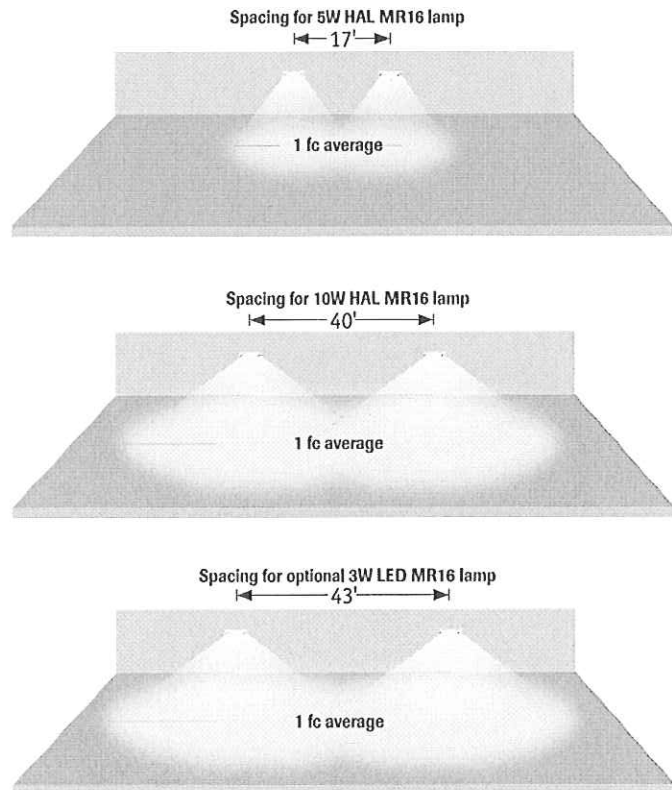 Spacing for 5W HAL MR16 lamp
17'
1 fc average
Spacing for 10W HAL MR16 lamp
40'
1 fc average
Spacing for optional 3W LED MR16 lamp
43'
1 fc average